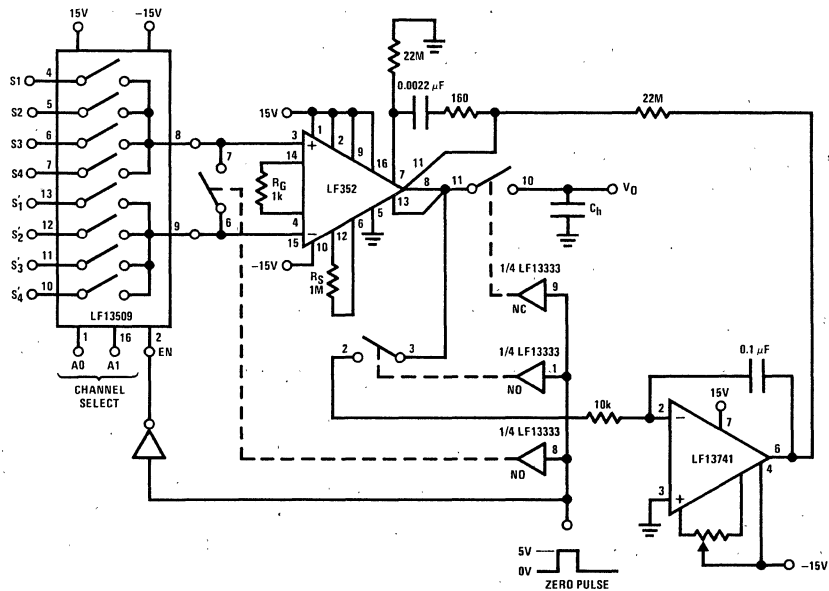 15V
-15V
S1
4
S2
5
S3
6
S4
7
S'1
13
S'2
12
S'3
11
S'4
10
8
9
LF13509
1
16
2
A0
A1
EN
CHANNEL
SELECT
7
6
22M
0.0022 µF
160
22M
15V
3
+
1
2
9
16
14
RG
1k
LF352
7
11
8
13
4
15
−
10
12
6
5
-15V
RS
1M
11
10
VO
Ch
1/4 LF13333
9
NC
2
3
1/4 LF13333
1
NO
1/4 LF13333
8
NO
10k
0.1 µF
15V
7
2
−
LF13741
6
4
3
+
-15V
5V
0V
ZERO PULSE